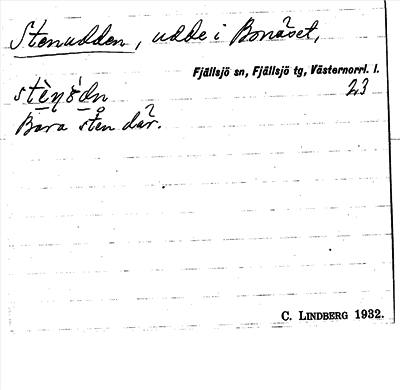 Stenudden, udde i Bonäset,
Fjällsjö sn, Fjällsjö tg, Västernorrl. l.
23
Bara sten där.
C. LINDBERG 1932.